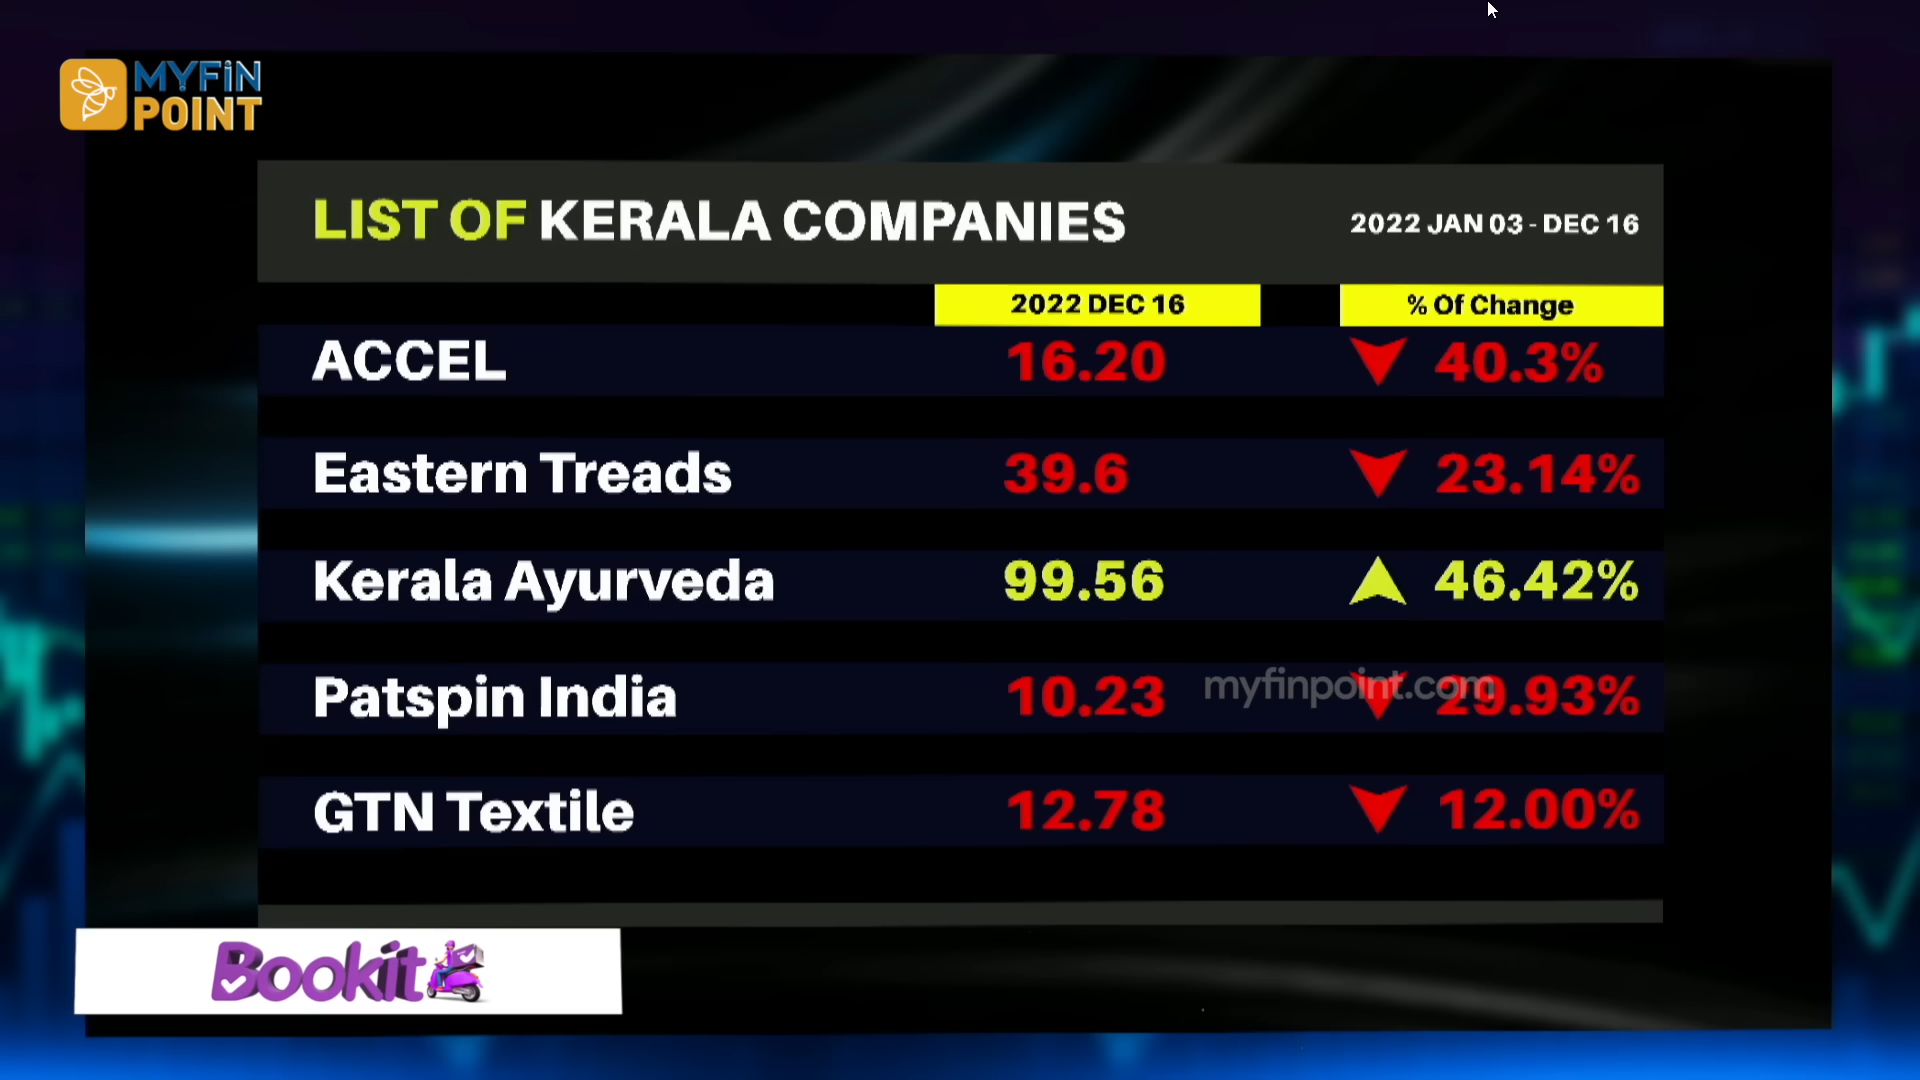 MYFiN
POINT
LIST OF KERALA COMPANIES 2022 JAN 03 - DEC 16
2022 DEC 16 % Of Change
ACCEL 16.20 40.3%
Eastern Treads 39.6 23.14%
Kerala Ayurveda 99.56 46.42%
Patspin India 10.23 29.93%
myfinpoint.com
GTN Textile 12.78 12.00%
Bookit